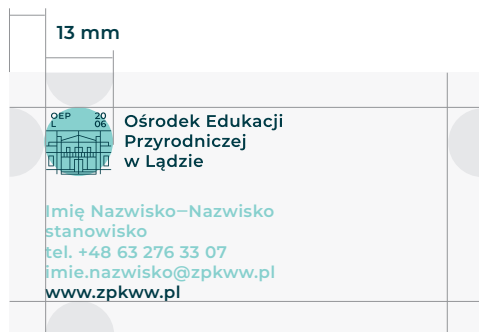 13 mm
OEP 20
L 06
Ośrodek Edukacji
Przyrodniczej
w Lądzie
Imię Nazwisko–Nazwisko
stanowisko
tel. +48 63 276 33 07
imie.nazwisko@zpkww.pl
www.zpkww.pl